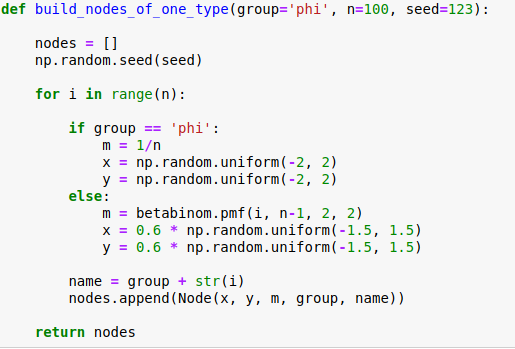 def build_nodes_of_one_type(group='phi', n=100, seed=123):
    nodes = []
    np.random.seed(seed)
    for i in range(n):
        if group == 'phi':
            m = 1/n
            x = np.random.uniform(-2, 2)
            y = np.random.uniform(-2, 2)
        else:
            m = betabinom.pmf(i, n-1, 2, 2)
            x = 0.6 * np.random.uniform(-1.5, 1.5)
            y = 0.6 * np.random.uniform(-1.5, 1.5)
        name = group + str(i)
        nodes.append(Node(x, y, m, group, name))
    return nodes